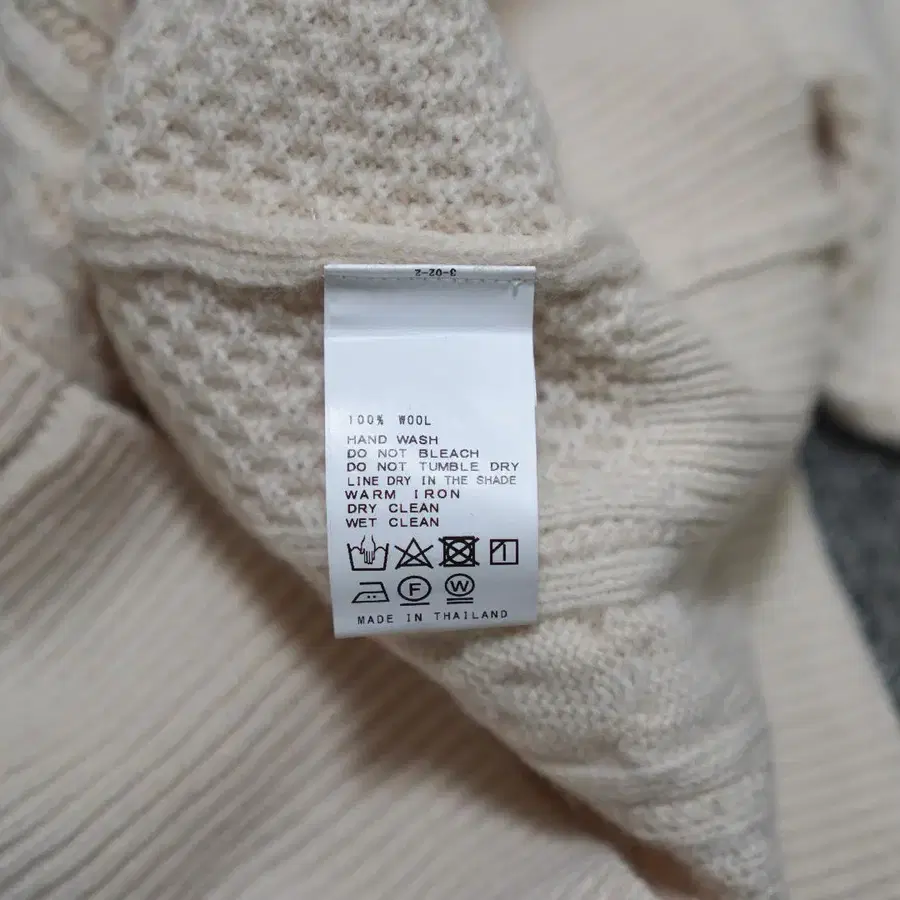 3-02-2
100% WOOL
HAND WASH
DO NOT BLEACH
DO NOT TUMBLE DRY
LINE DRY IN THE SHADE
WARM IRON
DRY CLEAN
WET CLEAN
F W
MADE IN THAILAND